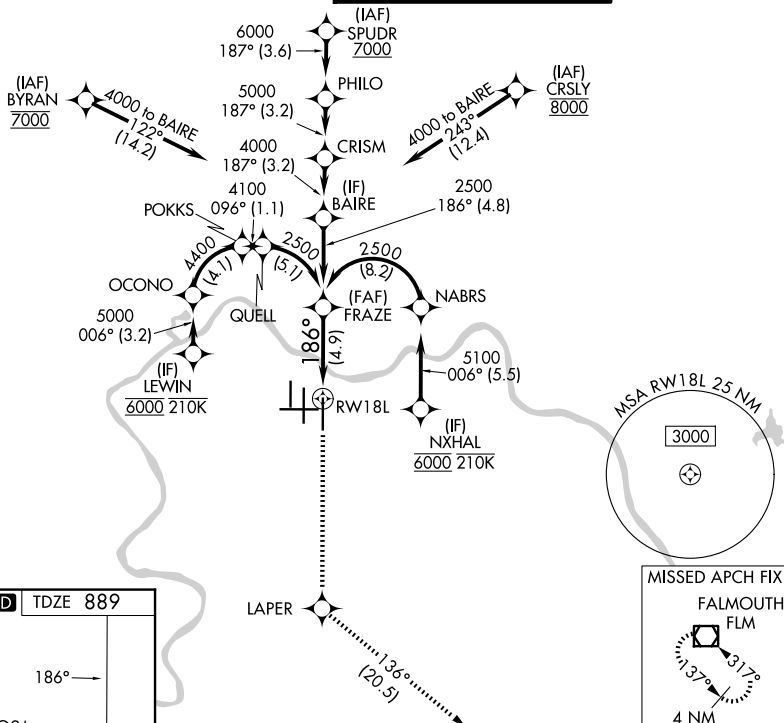 (IAF)
SPUDR
7000
6000
187° (3.6)
(IAF)
BYRAN
7000
4000 to BAIRE
122°
(14.2)
5000
187° (3.2)
PHILO
(IAF)
CRSLY
8000
4000 to BAIRE
243°
(12.4)
4000
187° (3.2)
CRISM
4100
096° (1.1)
(IF)
BAIRE
2500
186° (4.8)
POKKS
4400
(4.1)
2500
(5.1)
2500
(8.2)
OCONO
QUELL
(FAF)
FRAZE
NABRS
5000
006° (3.2)
186°
(4.9)
5100
006° (5.5)
(IF)
LEWIN
6000 210K
RW18L
(IF)
NXHAL
6000 210K
MSA RW18L 25 NM
3000
LAPER
136°
(20.5)
MISSED APCH FIX
FALMOUTH
FLM
137°
317°
4 NM
D TDZE 889
186°